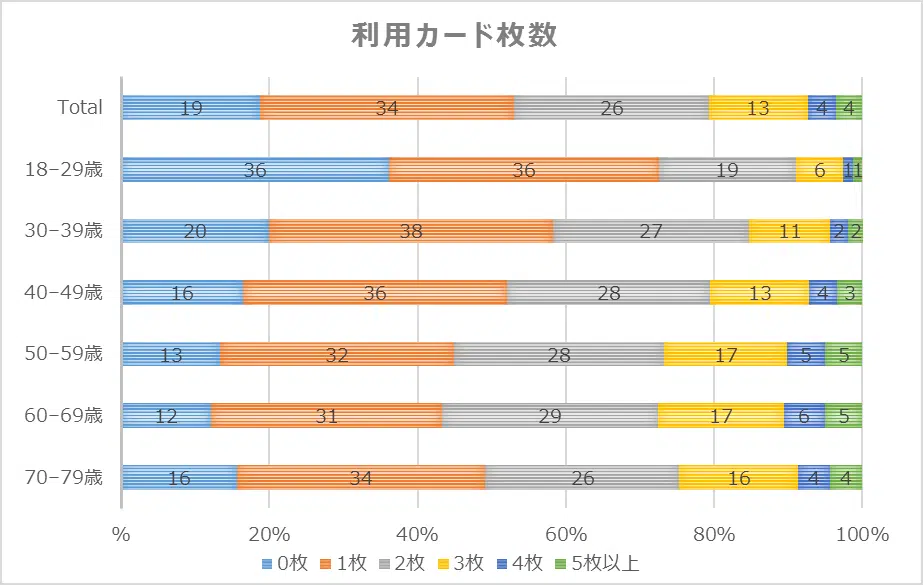 利用カード枚数
Total 19 34 26 13 4 4
18-29歳 36 36 19 6 1 1
30-39歳 20 38 27 11 2 2
40-49歳 16 36 28 13 4 3
50-59歳 13 32 28 17 5 5
60-69歳 12 31 29 17 6 5
70-79歳 16 34 26 16 4 4
% 20% 40% 60% 80% 100%
0枚 1枚 2枚 3枚 4枚 5枚以上